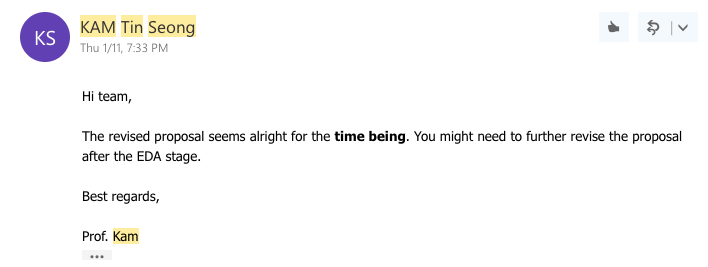 KS
KAM Tin Seong
Thu 1/11, 7:33 PM
Hi team,
The revised proposal seems alright for the time being. You might need to further revise the proposal
after the EDA stage.
Best regards,
Prof. Kam